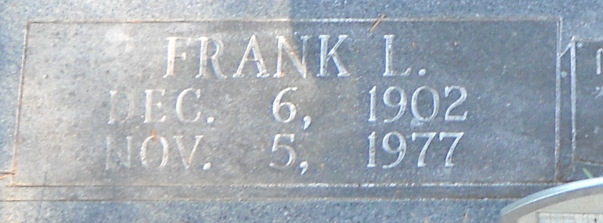 FRANK L.
DEC. 6, 1902
NOV. 5, 1977